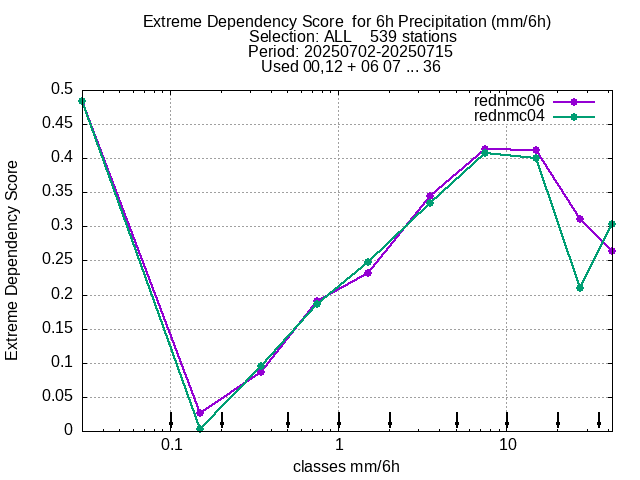 Extreme Dependency Score  for 6h Precipitation (mm/6h)
Selection: ALL    539 stations
Period: 20250702-20250715
Used 00,12 + 06 07 ... 36
rednmc06
rednmc04
0.5
0.45
0.4
0.35
0.3
0.25
0.2
0.15
0.1
0.05
0
Extreme Dependency Score
0.1 1 10
classes mm/6h